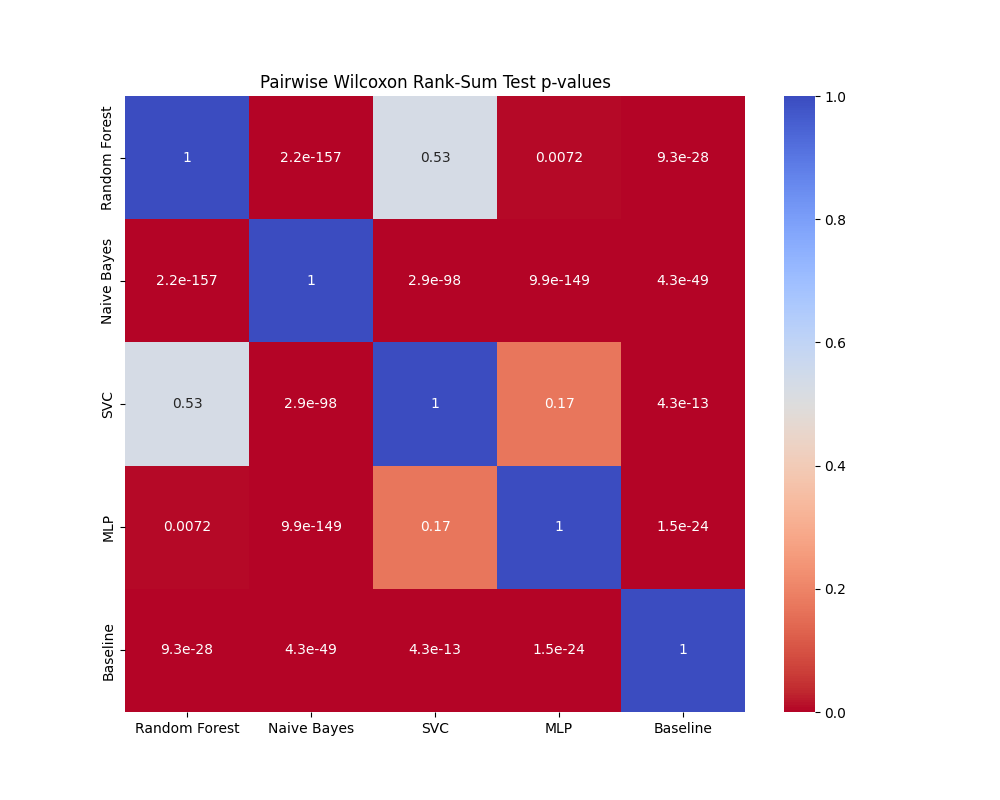 Pairwise Wilcoxon Rank-Sum Test p-values
Random Forest
1
2.2e-157
0.53
0.0072
9.3e-28
Naive Bayes
2.2e-157
1
2.9e-98
9.9e-149
4.3e-49
SVC
0.53
2.9e-98
1
0.17
4.3e-13
MLP
0.0072
9.9e-149
0.17
1
1.5e-24
Baseline
9.3e-28
4.3e-49
4.3e-13
1.5e-24
1
Random Forest
Naive Bayes
SVC
MLP
Baseline
1.0
0.8
0.6
0.4
0.2
0.0